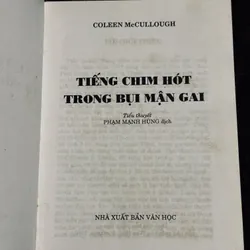 COLEEN McCULLOUGH
TIẾNG CHIM HÓT
TRONG BỤI MẬN GAI
Tiểu thuyết
PHẠM MẠNH HÙNG dịch
NHÀ XUẤT BẢN VĂN HỌC